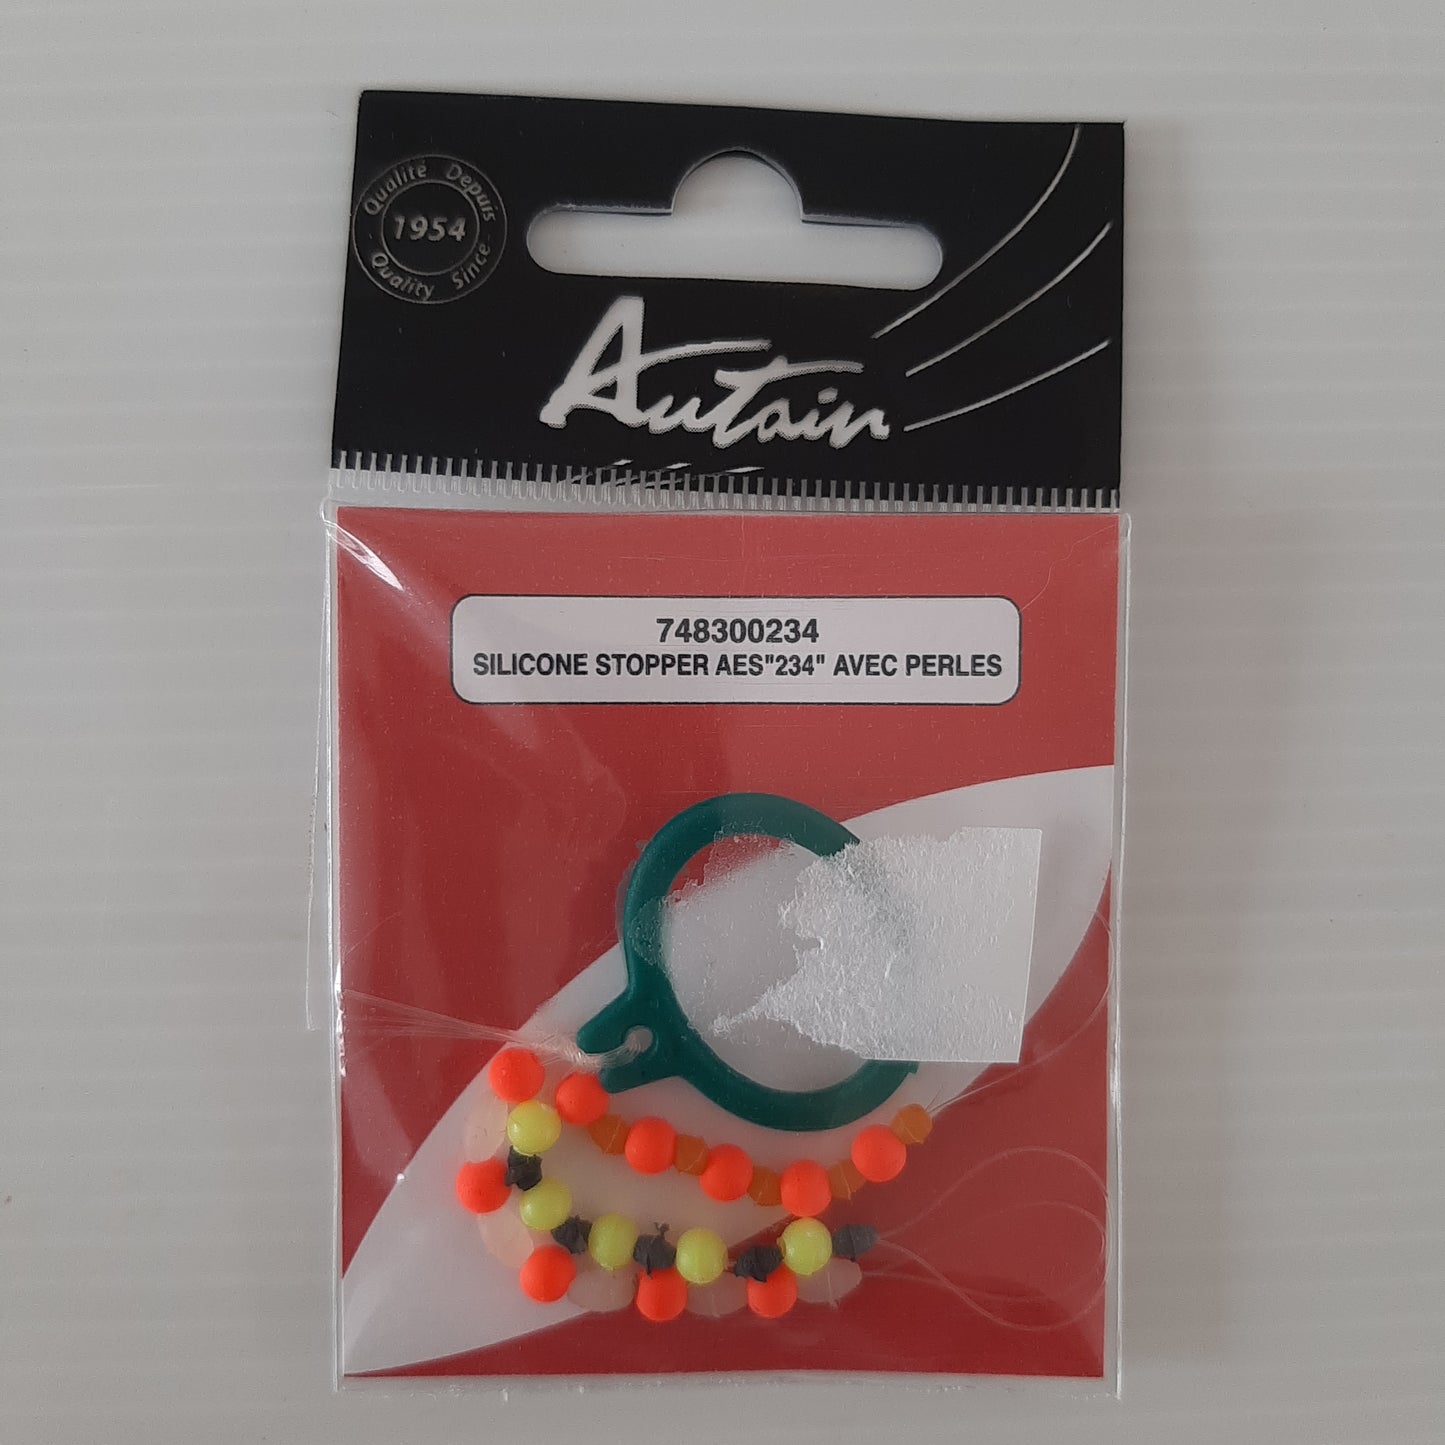 Qualité Depuis
1954
Quality Since
Autain
748300234
SILICONE STOPPER AES"234" AVEC PERLES